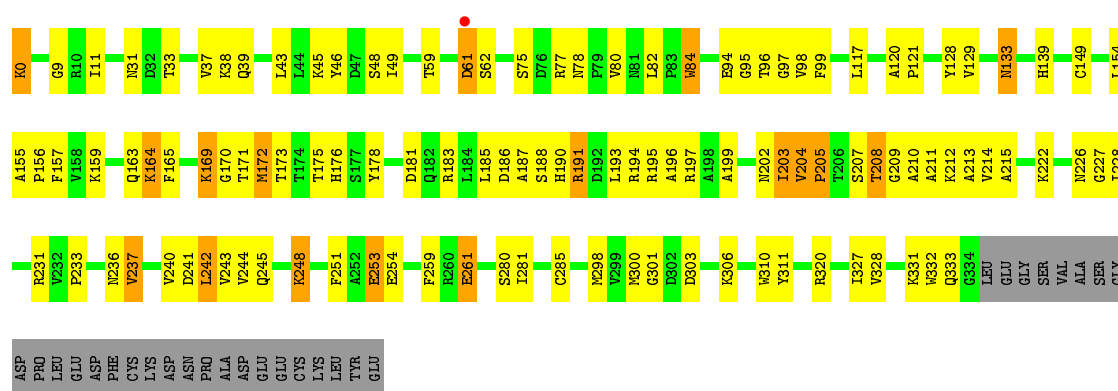 K0 G9 R10 I11 N31 D32 T33 V37 K38 Q39 L43 L44 K45 Y46 D47 S48 I49 T59 D61 S62 S75 D76 R77 N78 P79 V80 N81 L82 P83 W84 E94 G95 T96 G97 V98 F99 L117 A120 P121 Y128 V129 N133 H139 C149 L154
A155 P156 F157 V158 K159 Q163 K164 F165 K169 G170 T171 M172 T173 T174 T175 H176 S177 Y178 D181 Q182 R183 L184 L185 D186 A187 S188 H190 R191 D192 L193 R194 R195 A196 R197 A198 A199 N202 I203 V204 P205 T206 S207 T208 G209 A210 A211 K212 A213 V214 A215 K222 N226 G227 I228
R231 V232 P233 N236 V237 V240 D241 L242 V243 V244 Q245 K248 F251 A252 E253 E254 F259 R260 E261 S280 I281 C285 M298 V299 M300 G301 D302 D303 K306 W310 Y311 R320 I327 V328 K331 W332 Q333 G334 LEU GLU GLY SER VAL ALA SER GLY
ASP PRO LEU GLU ASP PHE CYS LYS ASP ASN PRO ALA ASP GLU GLU CYS LYS LEU TYR GLU